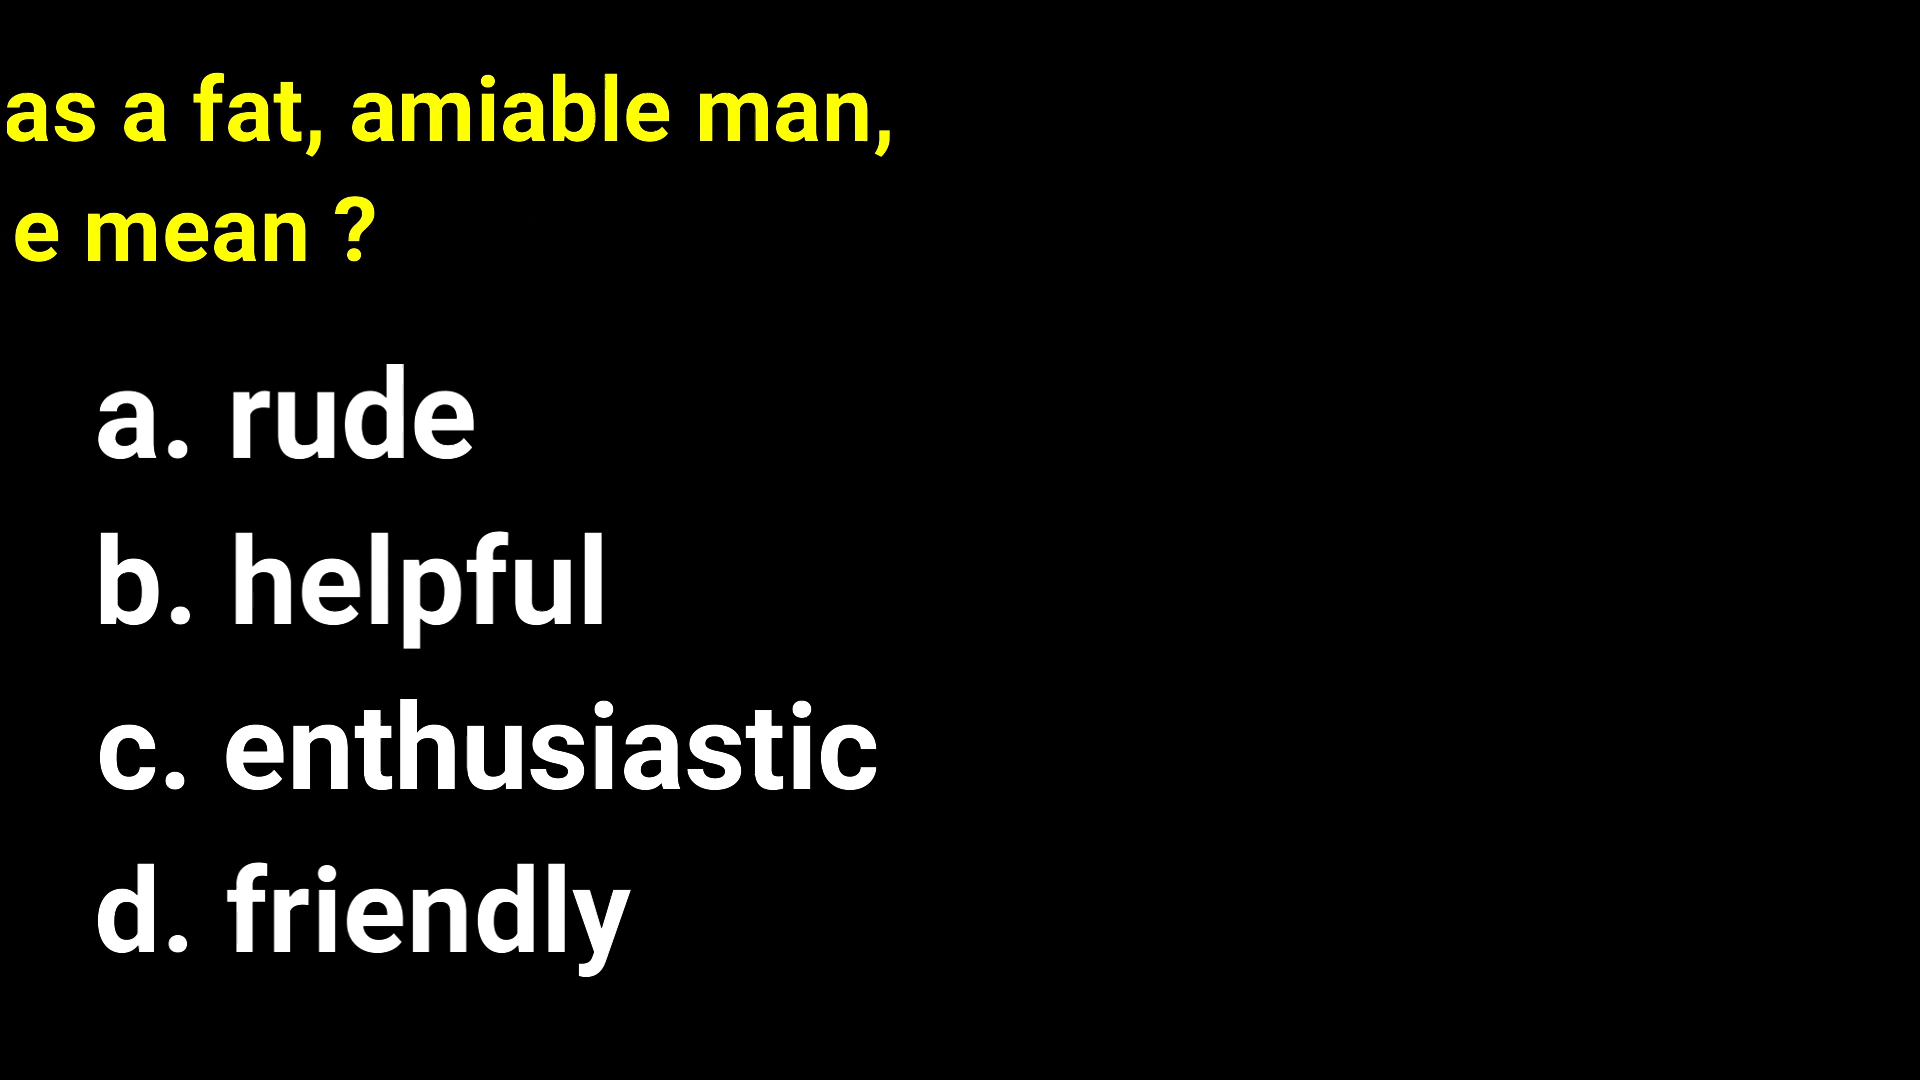 as a fat, amiable man,
e mean ?
a. rude
b. helpful
c. enthusiastic
d. friendly